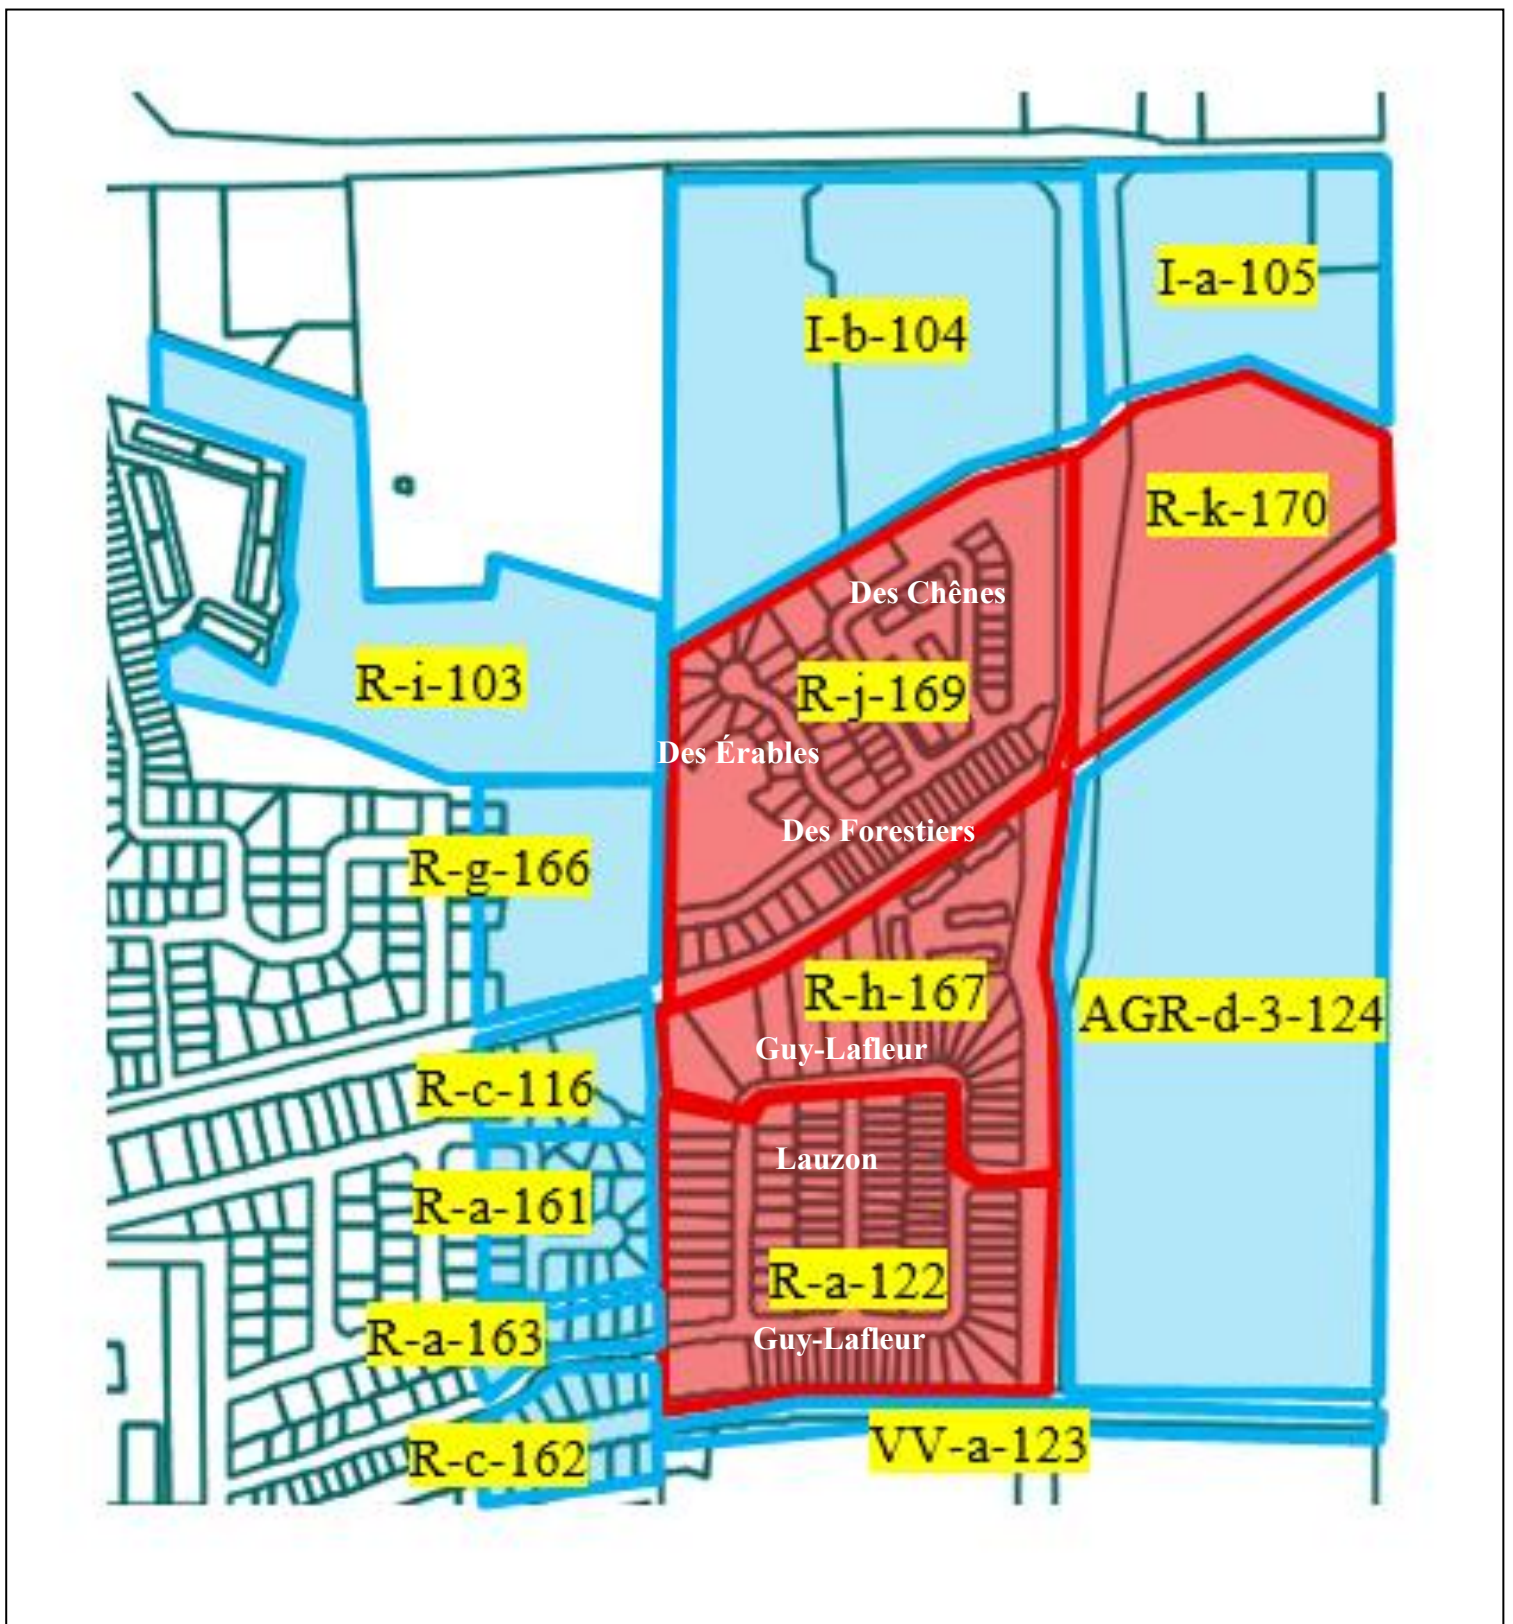 I-a-105
I-b-104
R-k-170
Des Chênes
R-i-103
R-j-169
Des Érables
Des Forestiers
R-g-166
R-h-167
AGR-d-3-124
Guy-Lafleur
R-c-116
Lauzon
R-a-161
R-a-122
R-a-163
Guy-Lafleur
VV-a-123
R-c-162